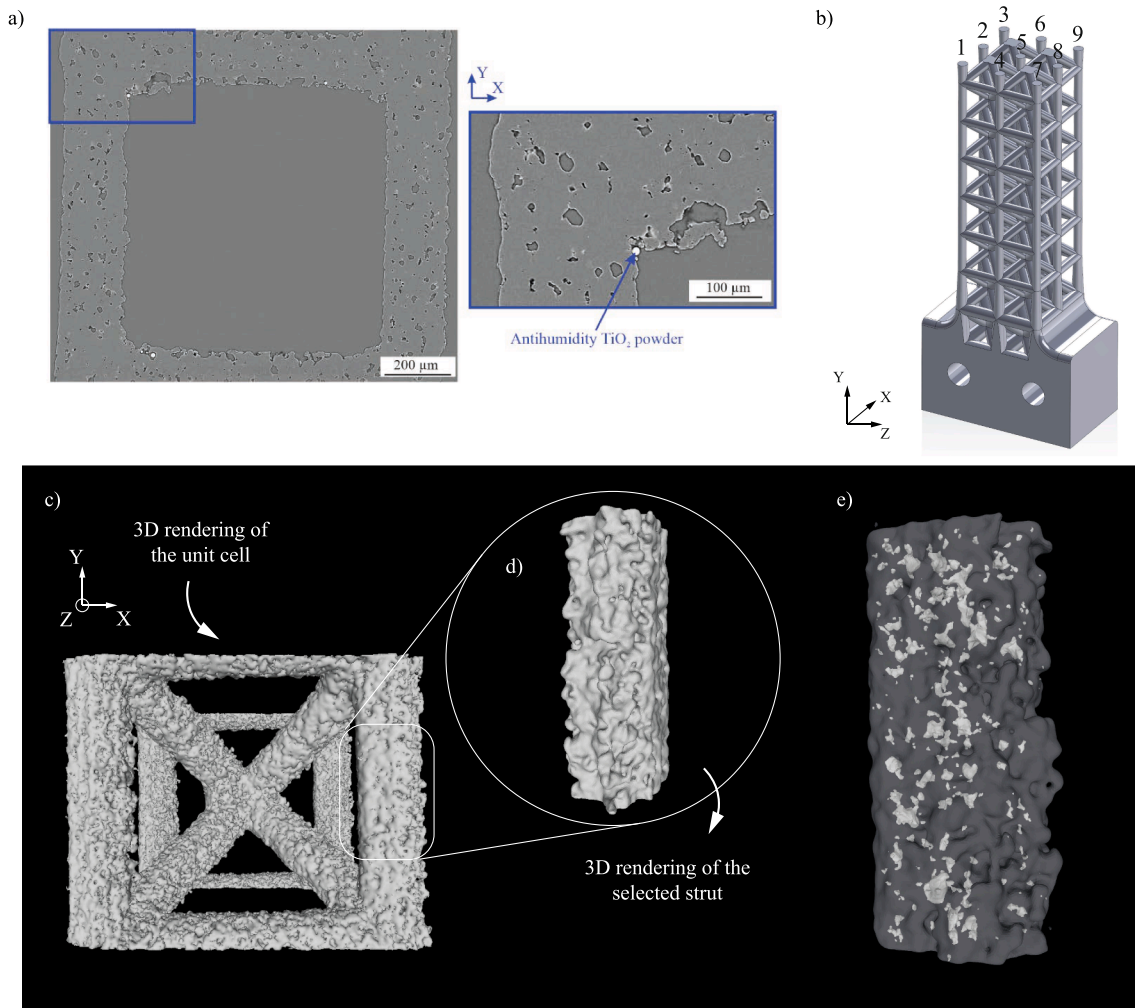 a)
200 µm
Y
X
100 µm
Antihumidity TiO₂ powder
b)
1
2
3
4
5
6
7
8
9
Y
X
Z
c)
3D rendering of
the unit cell
Y
Z
X
d)
3D rendering of the
selected strut
e)